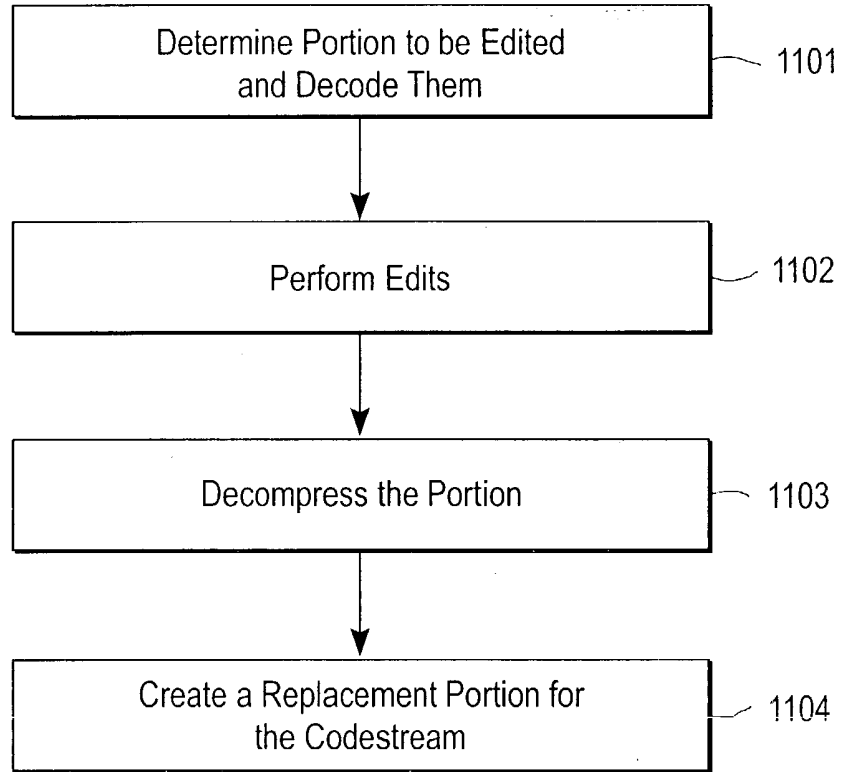 Determine Portion to be Edited
and Decode Them
1101
Perform Edits
1102
Decompress the Portion
1103
Create a Replacement Portion for
the Codestream
1104